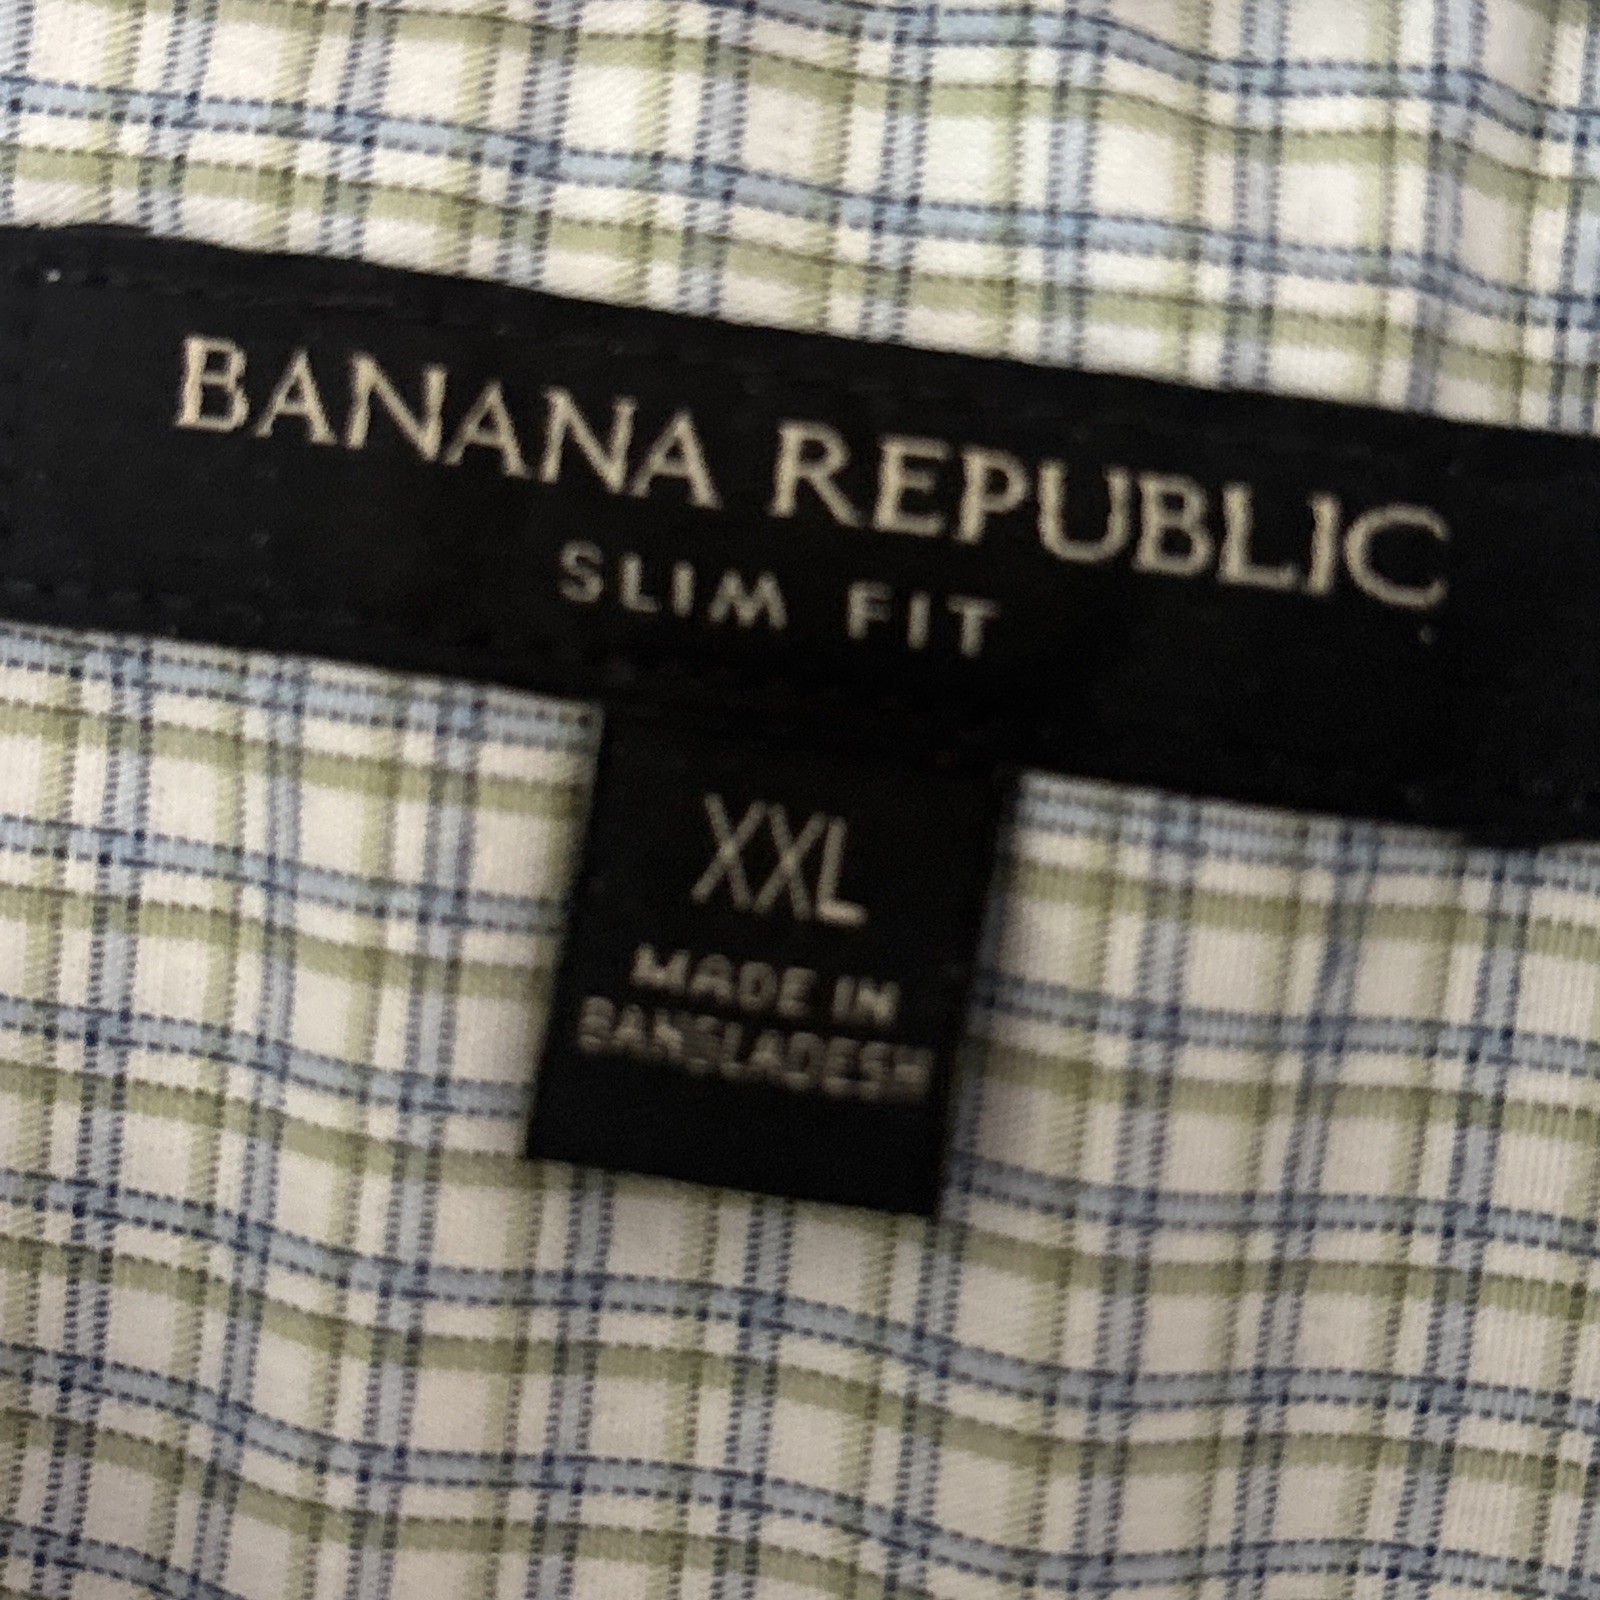 BANANA REPUBLIC
SLIM FIT
XXL
MADE IN
BANGLADESH